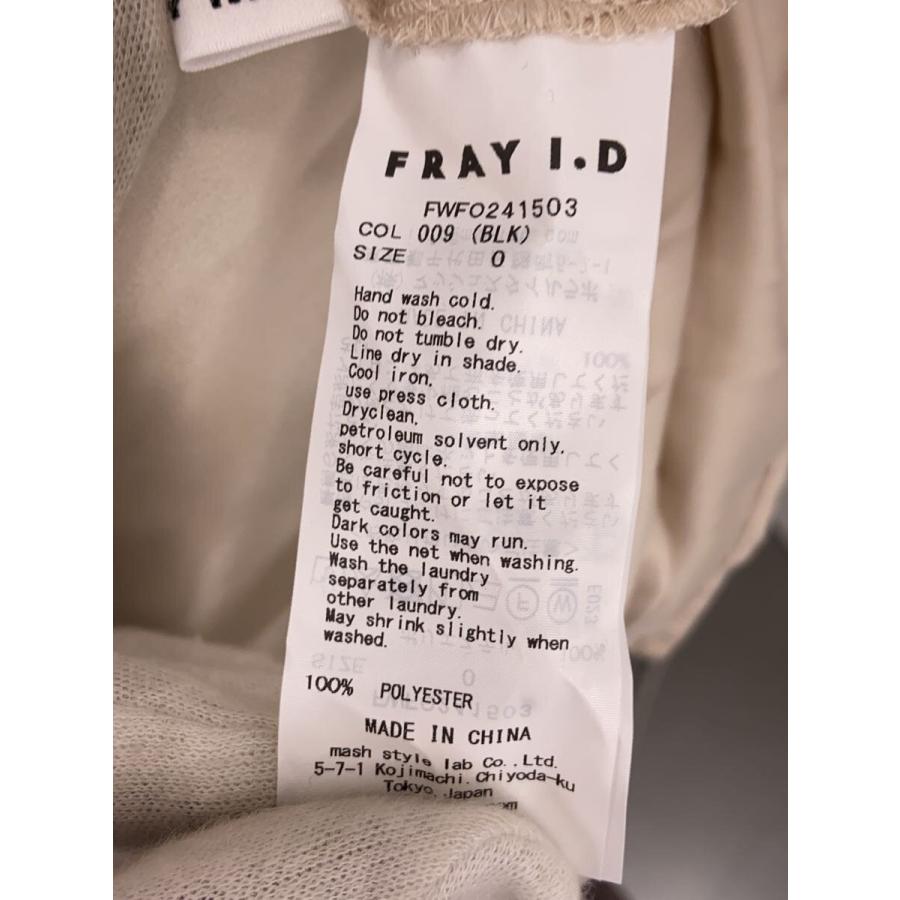 FRAY I.D
FWFO241503
COL 009 (BLK)
SIZE 0
Hand wash cold.
Do not bleach.
Do not tumble dry.
Line dry in shade.
Cool iron.
use press cloth.
Dryclean.
petroleum solvent only.
short cycle.
Be careful not to expose
to friction or let it
get caught.
Dark colors may run.
Use the net when washing.
Wash the laundry
separately from
other laundry.
May shrink slightly when
washed.
100% POLYESTER
MADE IN CHINA
mash style lab Co.,Ltd.
5-7-1 Kojimachi.Chiyoda-ku
Tokyo.Japan